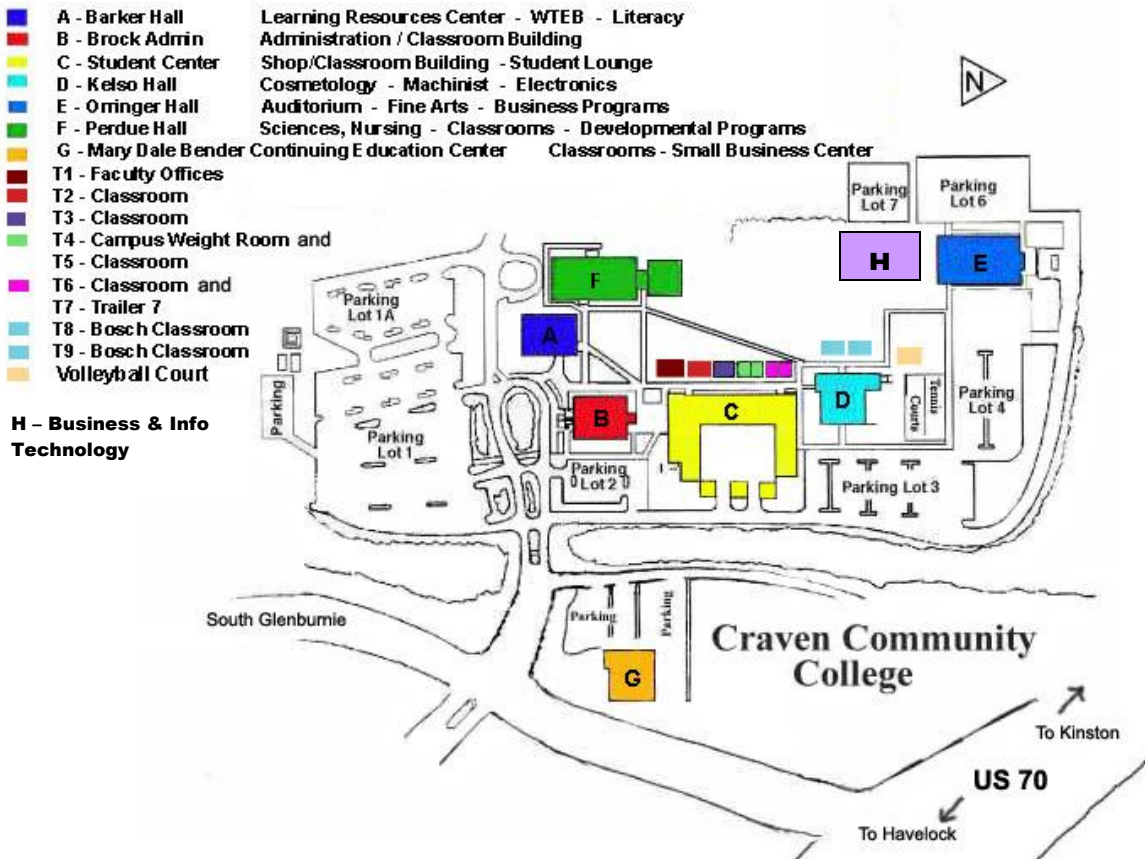 A - Barker Hall Learning Resources Center - WTEB - Literacy
B - Brock Admin Administration / Classroom Building
C - Student Center Shop/Classroom Building - Student Lounge
D - Kelso Hall Cosmetology - Machinist - Electronics
E - Orringer Hall Auditorium - Fine Arts - Business Programs
F - Perdue Hall Sciences, Nursing - Classrooms - Developmental Programs
G - Mary Dale Bender Continuing Education Center Classrooms - Small Business Center
T1 - Faculty Offices
T2 - Classroom
T3 - Classroom
T4 - Campus Weight Room and
T5 - Classroom
T6 - Classroom and
T7 - Trailer 7
T8 - Bosch Classroom
T9 - Bosch Classroom
Volleyball Court
H – Business & Info
Technology
N
Parking
Lot 7
Parking
Lot 6
H
E
F
Parking
Lot 1A
A
B
C
D
Tennis
Courts
Parking
Lot 4
Parking
Parking
Lot 1
Parking
Lot 2
Parking Lot 3
South Glenburnie
Parking
Parking
G
Craven Community
College
To Kinston
US 70
To Havelock